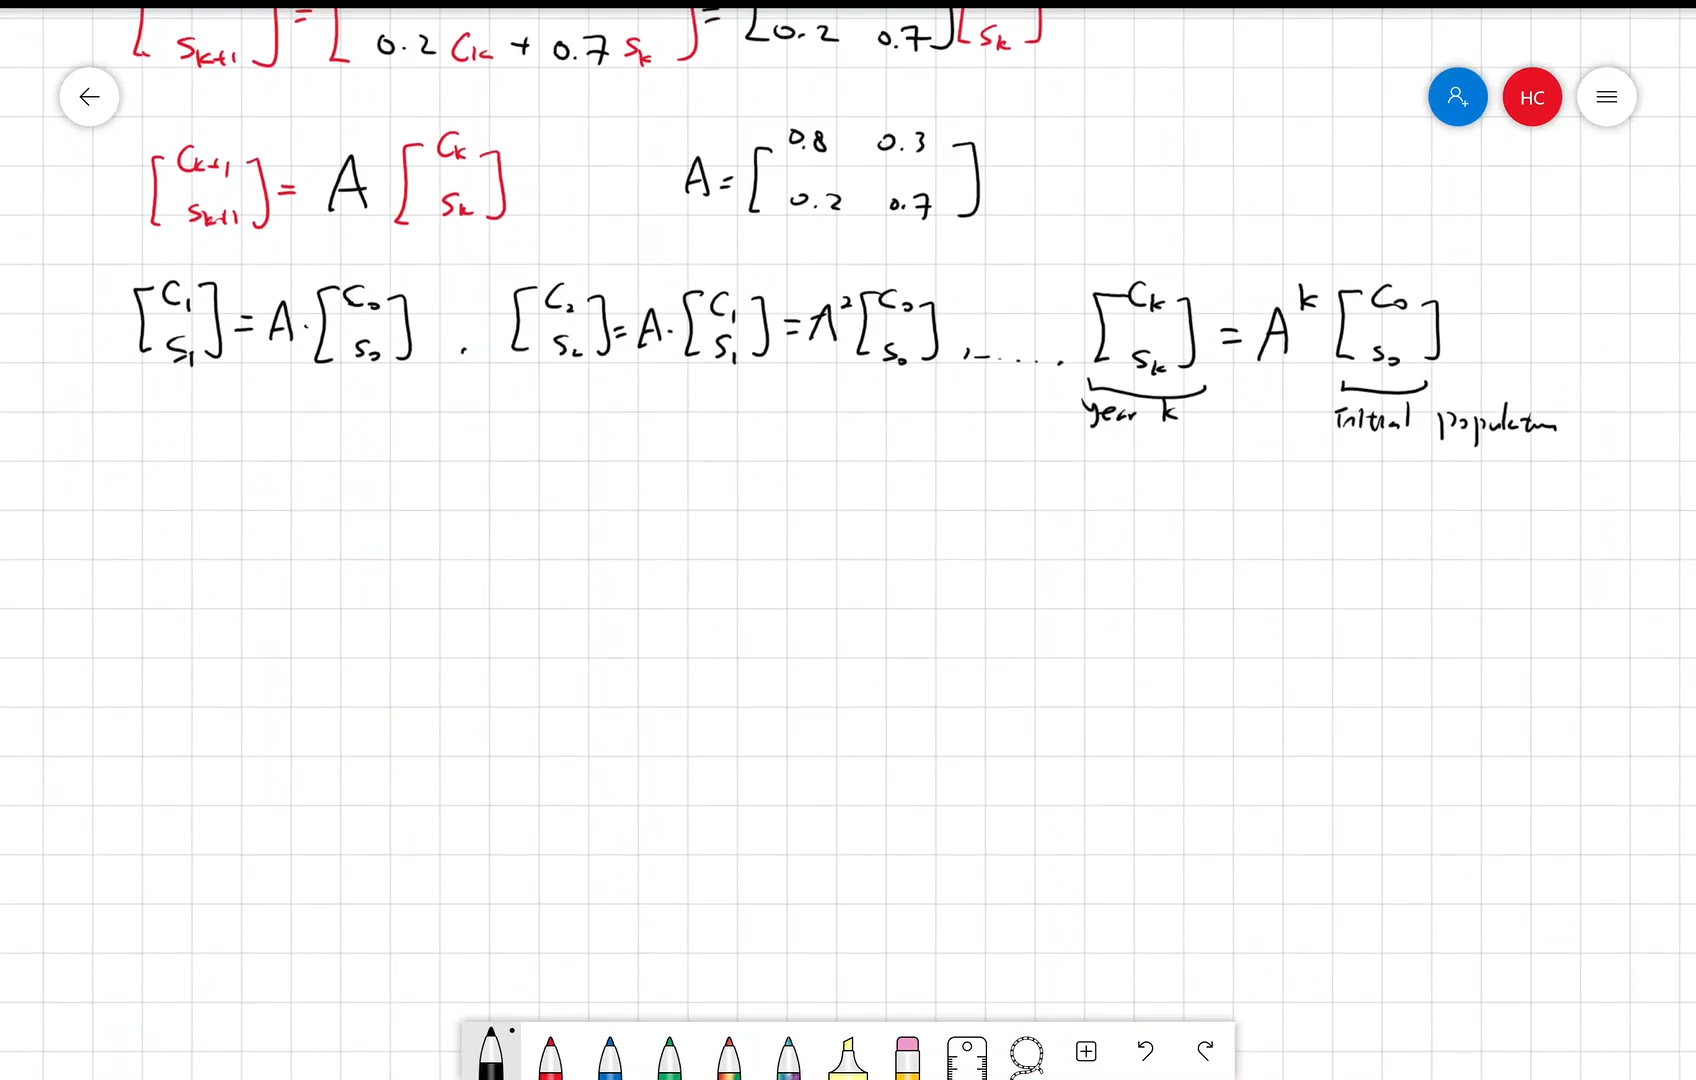 [ S_{k+1} ] = [ 0.2 C_k + 0.7 S_k ] = [ 0.2 0.7 ] [ S_k ]
HC
[ C_{k+1} S_{k+1} ] = A [ C_k S_k ] A = [ 0.8 0.3 0.2 0.7 ]
[ C_1 S_1 ] = A · [ C_0 S_0 ] . [ C_2 S_2 ] = A · [ C_1 S_1 ] = A^2 [ C_0 S_0 ] , ...... [ C_k S_k ] = A^k [ C_0 S_0 ]
year k initial population